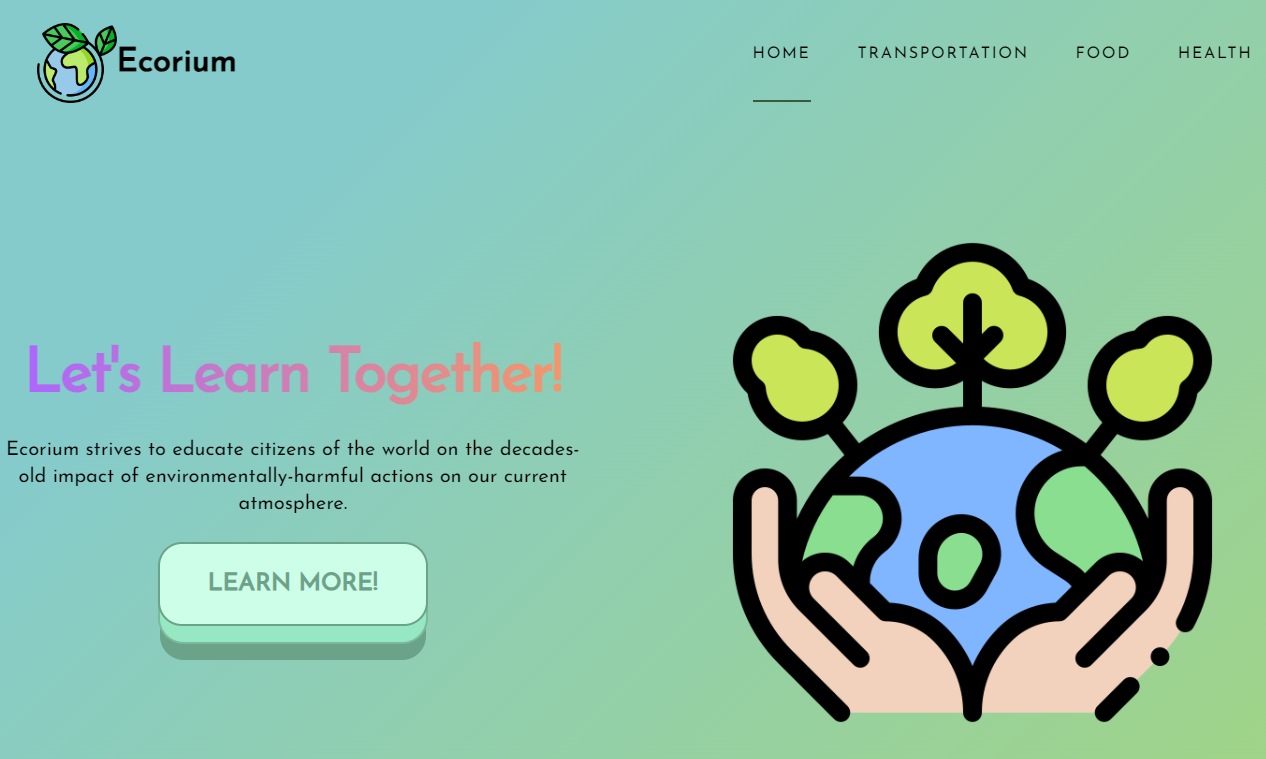 Ecorium
HOME
TRANSPORTATION
FOOD
HEALTH
Let's Learn Together!
Ecorium strives to educate citizens of the world on the decades-
old impact of environmentally-harmful actions on our current
atmosphere.
LEARN MORE!